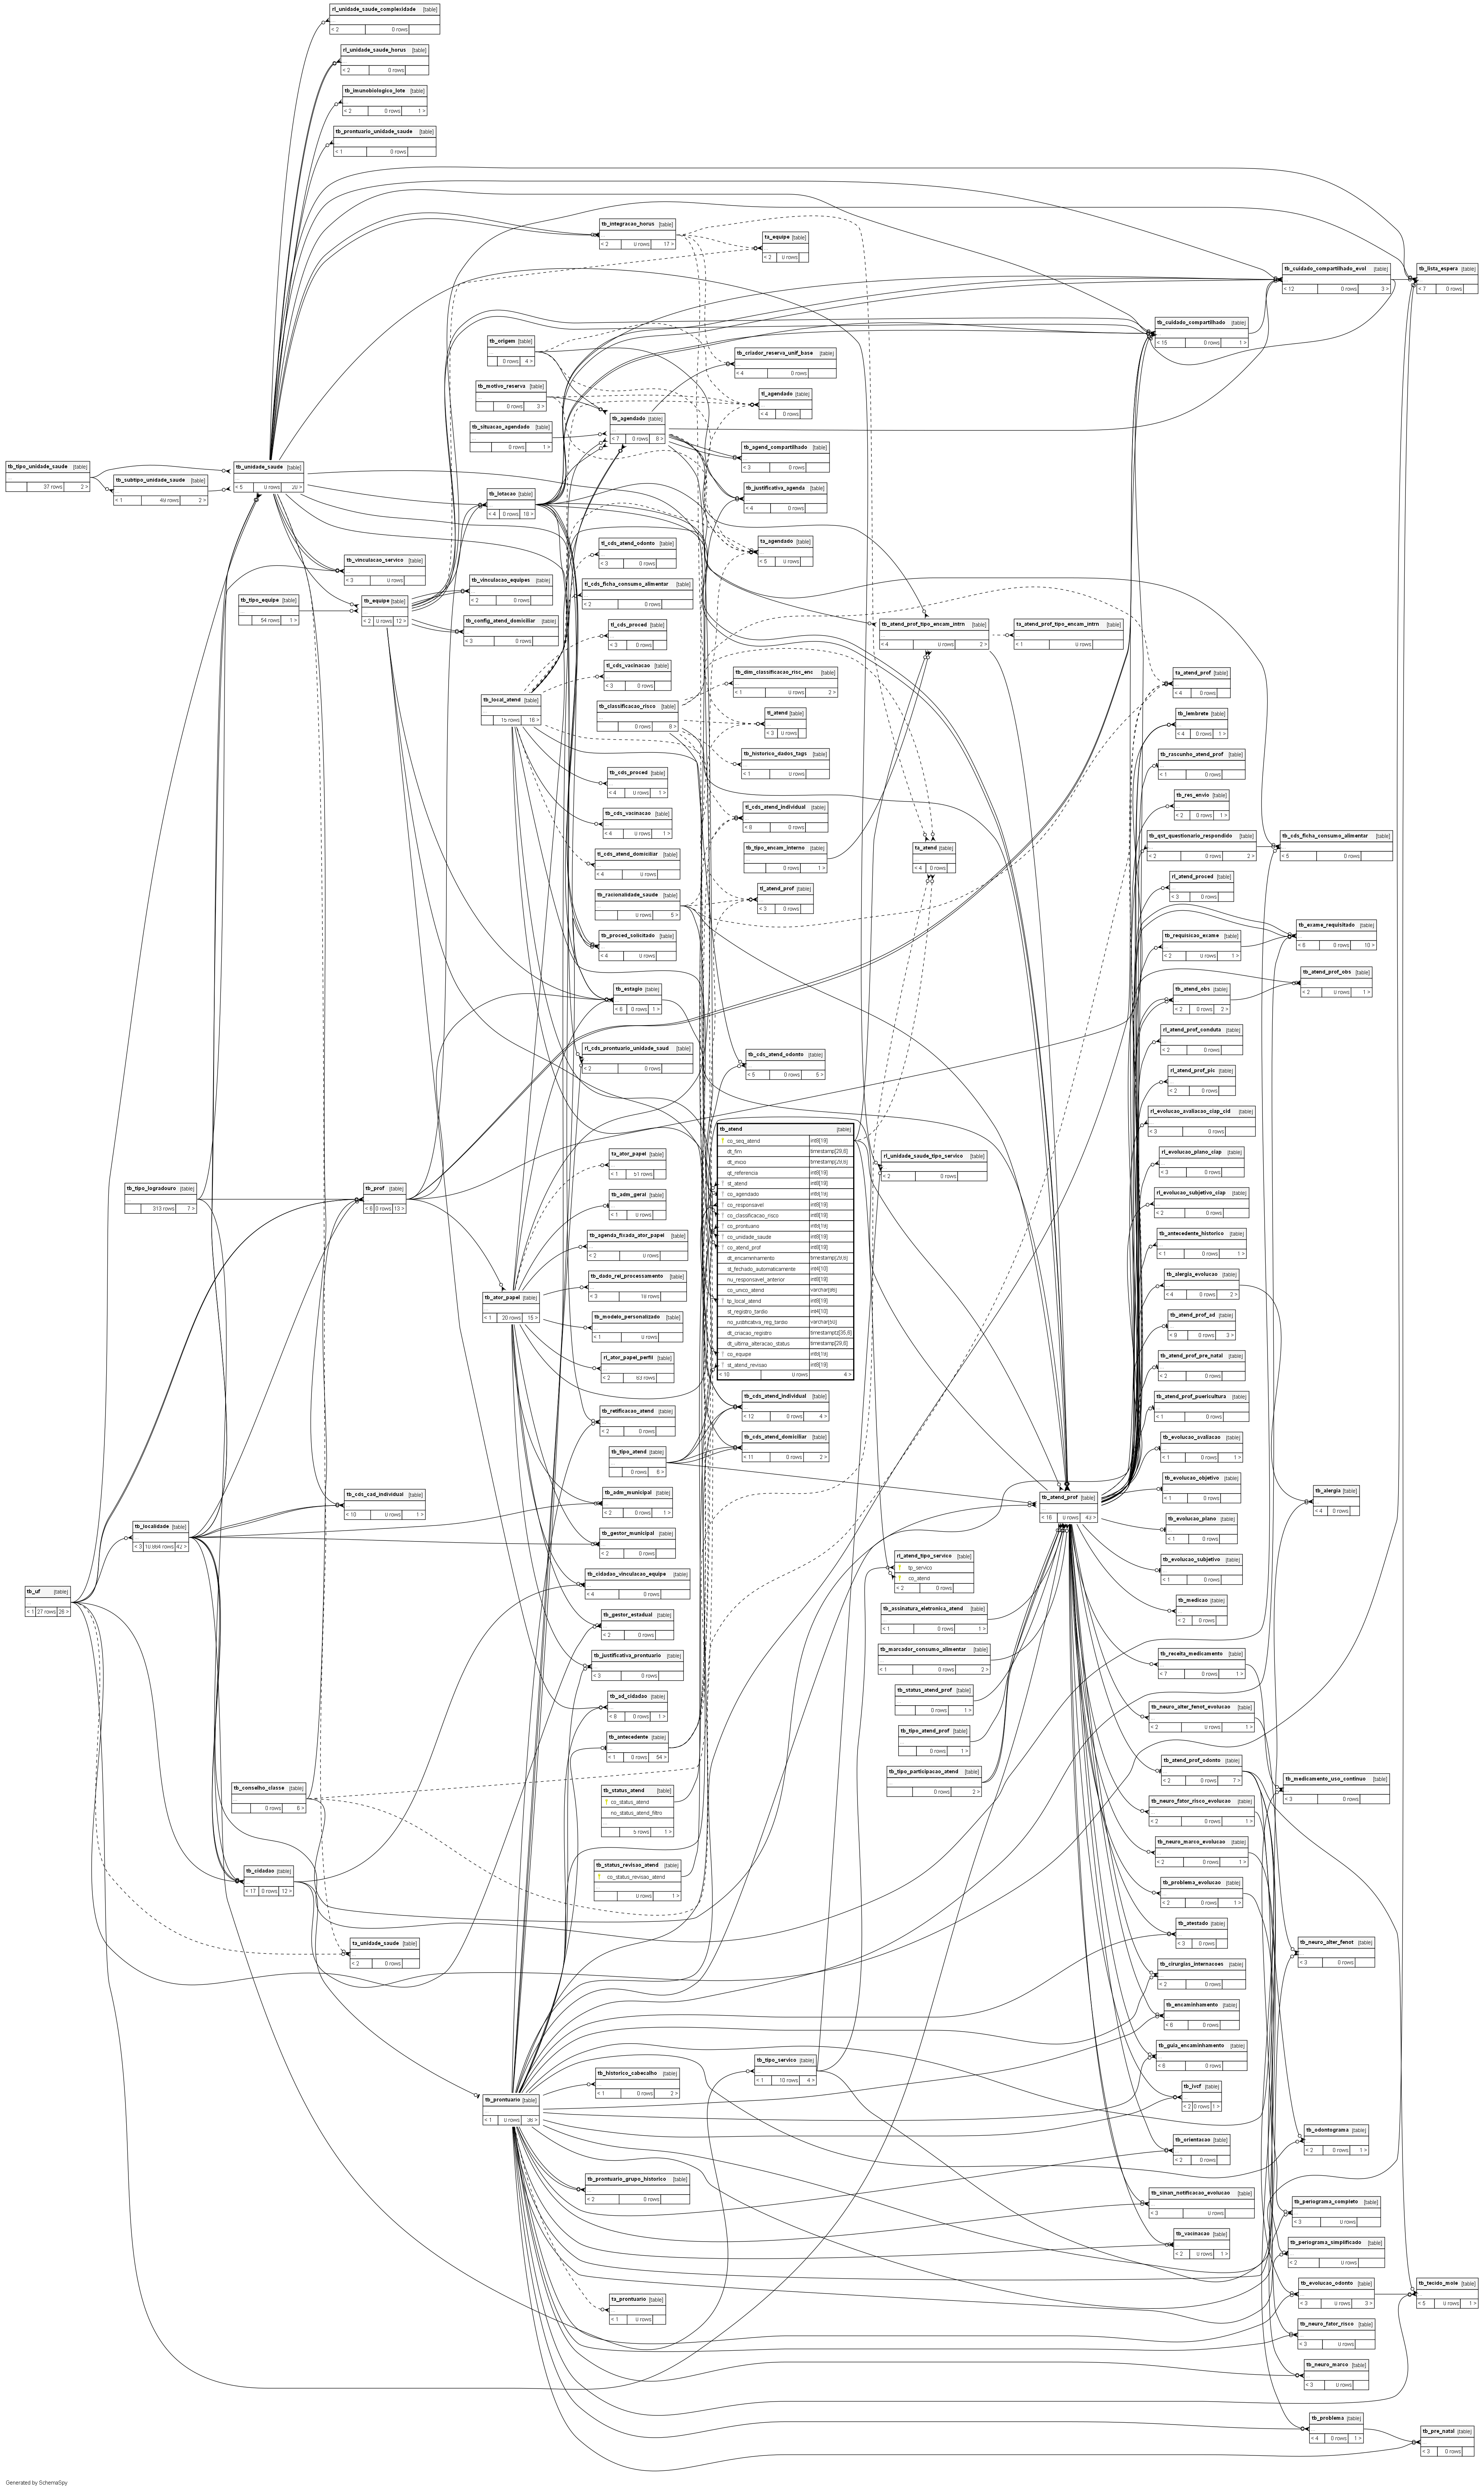 rl_unidade_saude_complexidade [table]
< 2 0 rows
rl_unidade_saude_horus [table]
< 2 0 rows
tb_imunobiologico_lote [table]
< 2 0 rows 1 >
tb_prontuario_unidade_saude [table]
< 1 0 rows
tb_integracao_horus [table]
< 2 0 rows 17 >
ta_equipe [table]
< 2 0 rows
tb_cuidado_compartilhado_evol [table]
< 12 0 rows 3 >
tb_lista_espera [table]
< 7 0 rows
tb_cuidado_compartilhado [table]
< 15 0 rows 1 >
tb_origem [table]
0 rows 4 >
tb_criador_reserva_unif_base [table]
< 4 0 rows
tb_motivo_reserva [table]
0 rows 3 >
tl_agendado [table]
< 4 0 rows
tb_situacao_agendado [table]
0 rows 1 >
tb_agendado [table]
< 7 0 rows 8 >
tb_agend_compartilhado [table]
< 3 0 rows
tb_tipo_unidade_saude [table]
37 rows 2 >
tb_subtipo_unidade_saude [table]
< 1 2 >
tb_unidade_saude [table]
< 5 0 rows
tb_justificativa_agenda [table]
< 4 0 rows
tb_lotacao [table]
< 4 0 rows 18 >
ta_agendado [table]
< 5 0 rows
tl_cds_atend_odonto [table]
< 3 0 rows
tb_vinculacao_servico [table]
< 3 0 rows
tb_vinculacao_equipes [table]
< 2 0 rows
tl_cds_ficha_consumo_alimentar [table]
< 2 0 rows
tb_tipo_equipe [table]
54 rows 1 >
tb_equipe [table]
< 2 0 rows 12 >
tb_config_atend_domiciliar [table]
< 3 0 rows
tl_cds_proced [table]
< 3 0 rows
tb_atend_prof_tipo_encam_intrn [table]
< 4 0 rows 2 >
ta_atend_prof_tipo_encam_intrn [table]
< 1 0 rows
tl_cds_vacinacao [table]
< 3 0 rows
tb_dim_classificacao_risc_enc [table]
< 1 0 rows 2 >
ta_atend_prof [table]
< 4 0 rows
tb_local_atend [table]
15 rows 16 >
tb_classificacao_risco [table]
0 rows 8 >
tl_atend [table]
< 3 0 rows
tb_lembrete [table]
< 4 0 rows 1 >
tb_historico_dados_tags [table]
< 1 0 rows
tb_rascunho_atend_prof [table]
< 1 0 rows
tb_cds_proced [table]
< 4 0 rows 1 >
tb_res_envio [table]
< 2 0 rows 1 >
tb_cds_vacinacao [table]
< 4 0 rows 1 >
tl_cds_atend_individual [table]
< 8 0 rows
tb_qst_questionario_respondido [table]
< 2 0 rows 2 >
tb_cds_ficha_consumo_alimentar [table]
< 5 0 rows
tl_cds_atend_domiciliar [table]
< 4 0 rows
tb_tipo_encam_interno [table]
0 rows 1 >
ta_atend [table]
< 4 0 rows
tb_racionalidade_saude [table]
0 rows 5 >
tl_atend_prof [table]
< 3 0 rows
rl_atend_proced [table]
< 3 0 rows
tb_proced_solicitado [table]
< 4 0 rows
tb_requisicao_exame [table]
< 2 0 rows 1 >
tb_exame_requisitado [table]
< 6 0 rows 10 >
tb_estagio [table]
< 6 0 rows 1 >
tb_atend_obs [table]
< 2 0 rows 2 >
tb_atend_prof_obs [table]
< 2 0 rows 1 >
rl_cds_prontuario_unidade_saud [table]
< 2 0 rows
tb_cds_atend_odonto [table]
< 5 0 rows 5 >
rl_atend_prof_conduta [table]
< 2 0 rows
rl_atend_prof_pic [table]
< 2 0 rows
tb_atend [table]
co_seq_atend int8[19]
dt_fim timestamp[29,6]
dt_inicio timestamp[29,6]
qt_referencia int8[19]
st_atend int8[19]
co_agendado int8[19]
co_responsavel int8[19]
co_classificacao_risco int8[19]
co_prontuario int8[19]
co_unidade_saude int8[19]
co_atend_prof int8[19]
dt_encaminhamento timestamp[29,6]
st_fechado_automaticamente int4[10]
nu_responsavel_anterior int8[19]
co_unico_atend
tp_local_atend int8[19]
st_registro_tardio int4[10]
no_justificativa_reg_tardio
dt_criacao_registro timestamptz[35,6]
dt_ultima_alteracao_status timestamp[29,6]
co_equipe int8[19]
st_atend_revisao int8[19]
< 10 0 rows 4 >
rl_evolucao_avaliacao_ciap_cid [table]
< 3 0 rows
rl_unidade_saude_tipo_servico [table]
< 2 0 rows
rl_evolucao_plano_ciap [table]
< 3 0 rows
rl_evolucao_subjetivo_ciap [table]
< 2 0 rows
ta_ator_papel [table]
< 1 51 rows
tb_adm_geral [table]
< 1 0 rows
tb_tipo_logradouro [table]
313 rows 7 >
tb_prof [table]
< 6 0 rows 13 >
tb_agenda_fixada_ator_papel [table]
< 2 0 rows
tb_antecedente_historico [table]
< 1 0 rows 1 >
tb_dado_rel_processamento [table]
< 3
tb_alergia_evolucao [table]
< 4 0 rows 2 >
tb_ator_papel [table]
< 1 20 rows 15 >
tb_modelo_personalizado [table]
< 1 0 rows
tb_atend_prof_ad [table]
< 9 0 rows 3 >
rl_ator_papel_perfil [table]
< 2
tb_atend_prof_pre_natal [table]
< 2 0 rows
tb_retificacao_atend [table]
< 2 0 rows
tb_cds_atend_individual [table]
< 12 0 rows 4 >
tb_atend_prof_puericultura [table]
< 1 0 rows
tb_tipo_atend [table]
0 rows 6 >
tb_cds_atend_domiciliar [table]
< 11 0 rows 2 >
tb_evolucao_avaliacao [table]
< 1 0 rows 1 >
tb_evolucao_objetivo [table]
< 1 0 rows
tb_cds_cad_individual [table]
< 10 0 rows 1 >
tb_adm_municipal [table]
< 2 0 rows 1 >
tb_atend_prof [table]
< 16 0 rows
tb_evolucao_plano [table]
< 1 0 rows
tb_alergia [table]
< 4 0 rows
tb_localidade [table]
< 3
tb_gestor_municipal [table]
< 2 0 rows
tb_evolucao_subjetivo [table]
< 1 0 rows
rl_atend_tipo_servico [table]
tp_servico
co_atend
< 2 0 rows
tb_uf [table]
< 1 27 rows 26 >
tb_cidadao_vinculacao_equipe [table]
< 4 0 rows
tb_medicao [table]
< 2 0 rows
tb_gestor_estadual [table]
< 2 0 rows
tb_assinatura_eletronica_atend [table]
< 1 0 rows 1 >
tb_justificativa_prontuario [table]
< 3 0 rows
tb_marcador_consumo_alimentar [table]
< 1 0 rows 2 >
tb_receita_medicamento [table]
< 7 0 rows 1 >
tb_ad_cidadao [table]
< 8 0 rows 1 >
tb_status_atend_prof [table]
0 rows 1 >
tb_neuro_alter_fenot_evolucao [table]
< 2 0 rows 1 >
tb_antecedente [table]
< 1 0 rows 54 >
tb_tipo_atend_prof [table]
0 rows 1 >
tb_atend_prof_odonto [table]
< 2 0 rows 7 >
tb_tipo_participacao_atend [table]
0 rows 2 >
tb_medicamento_uso_continuo [table]
< 3 0 rows
tb_conselho_classe [table]
0 rows 6 >
tb_status_atend [table]
co_status_atend
no_status_atend_filtro
5 rows 1 >
tb_neuro_fator_risco_evolucao [table]
< 2 0 rows 1 >
tb_neuro_marco_evolucao [table]
< 2 0 rows 1 >
tb_cidadao [table]
< 17 0 rows 12 >
tb_status_revisao_atend [table]
co_status_revisao_atend
0 rows 1 >
tb_problema_evolucao [table]
< 2 0 rows 1 >
tb_atestado [table]
< 3 0 rows
ta_unidade_saude [table]
< 2 0 rows
tb_neuro_alter_fenot [table]
< 3 0 rows
tb_cirurgias_internacoes [table]
< 2 0 rows
tb_encaminhamento [table]
< 6 0 rows
tb_guia_encaminhamento [table]
< 6 0 rows
tb_tipo_servico [table]
< 1 10 rows 4 >
tb_historico_cabecalho [table]
< 1 0 rows 2 >
tb_ivcf [table]
< 2 0 rows 1 >
tb_prontuario [table]
< 1 0 rows
tb_odontograma [table]
< 2 0 rows 1 >
tb_orientacao [table]
< 2 0 rows
tb_prontuario_grupo_historico [table]
< 2 0 rows
tb_sinan_notificacao_evolucao [table]
< 3 0 rows
tb_periograma_completo [table]
< 3 0 rows
tb_vacinacao [table]
< 2 0 rows 1 >
tb_periograma_simplificado [table]
< 2 0 rows
tb_evolucao_odonto [table]
< 3 0 rows 3 >
tb_tecido_mole [table]
< 5 0 rows 1 >
ta_prontuario [table]
< 1 0 rows
tb_neuro_fator_risco [table]
< 3 0 rows
tb_neuro_marco [table]
< 3 0 rows
tb_problema [table]
< 4 0 rows 1 >
tb_pre_natal [table]
< 3 0 rows
Generated by SchemaSpy